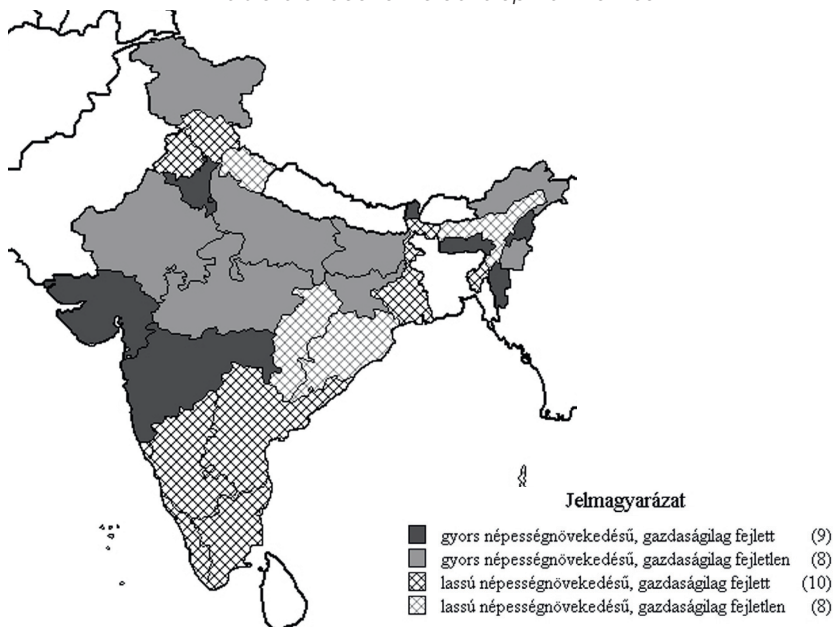 Jelmagyarázat
gyors népességnövekedésű, gazdaságilag fejlett (9)
gyors népességnövekedésű, gazdaságilag fejletlen (8)
lassú népességnövekedésű, gazdaságilag fejlett (10)
lassú népességnövekedésű, gazdaságilag fejletlen (8)